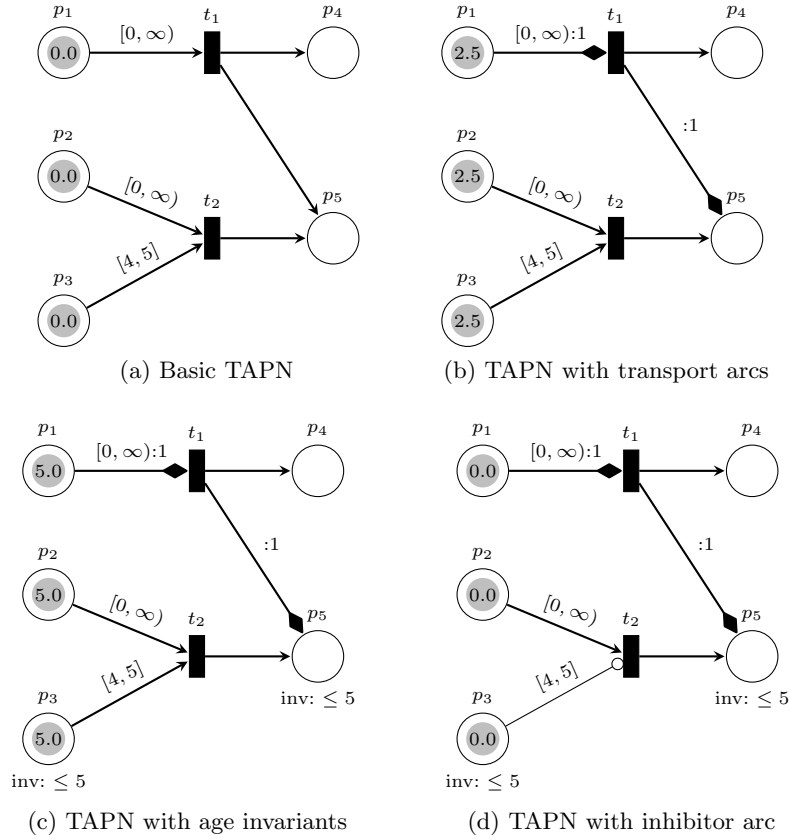 p₁ t₁ p₄
[0, ∞)
0.0
p₂
0.0
[0, ∞)
t₂ p₅
p₃
[4, 5]
0.0
(a) Basic TAPN
p₁ t₁ p₄
[0, ∞):1
2.5
:1
p₂
2.5
[0, ∞)
t₂ p₅
p₃
[4, 5]
2.5
(b) TAPN with transport arcs
p₁ t₁ p₄
[0, ∞):1
5.0
:1
p₂
5.0
[0, ∞)
t₂ p₅
p₃
[4, 5]
inv: ≤ 5
5.0
inv: ≤ 5
(c) TAPN with age invariants
p₁ t₁ p₄
[0, ∞):1
0.0
:1
p₂
0.0
[0, ∞)
t₂ p₅
p₃
[4, 5]
inv: ≤ 5
0.0
inv: ≤ 5
(d) TAPN with inhibitor arc